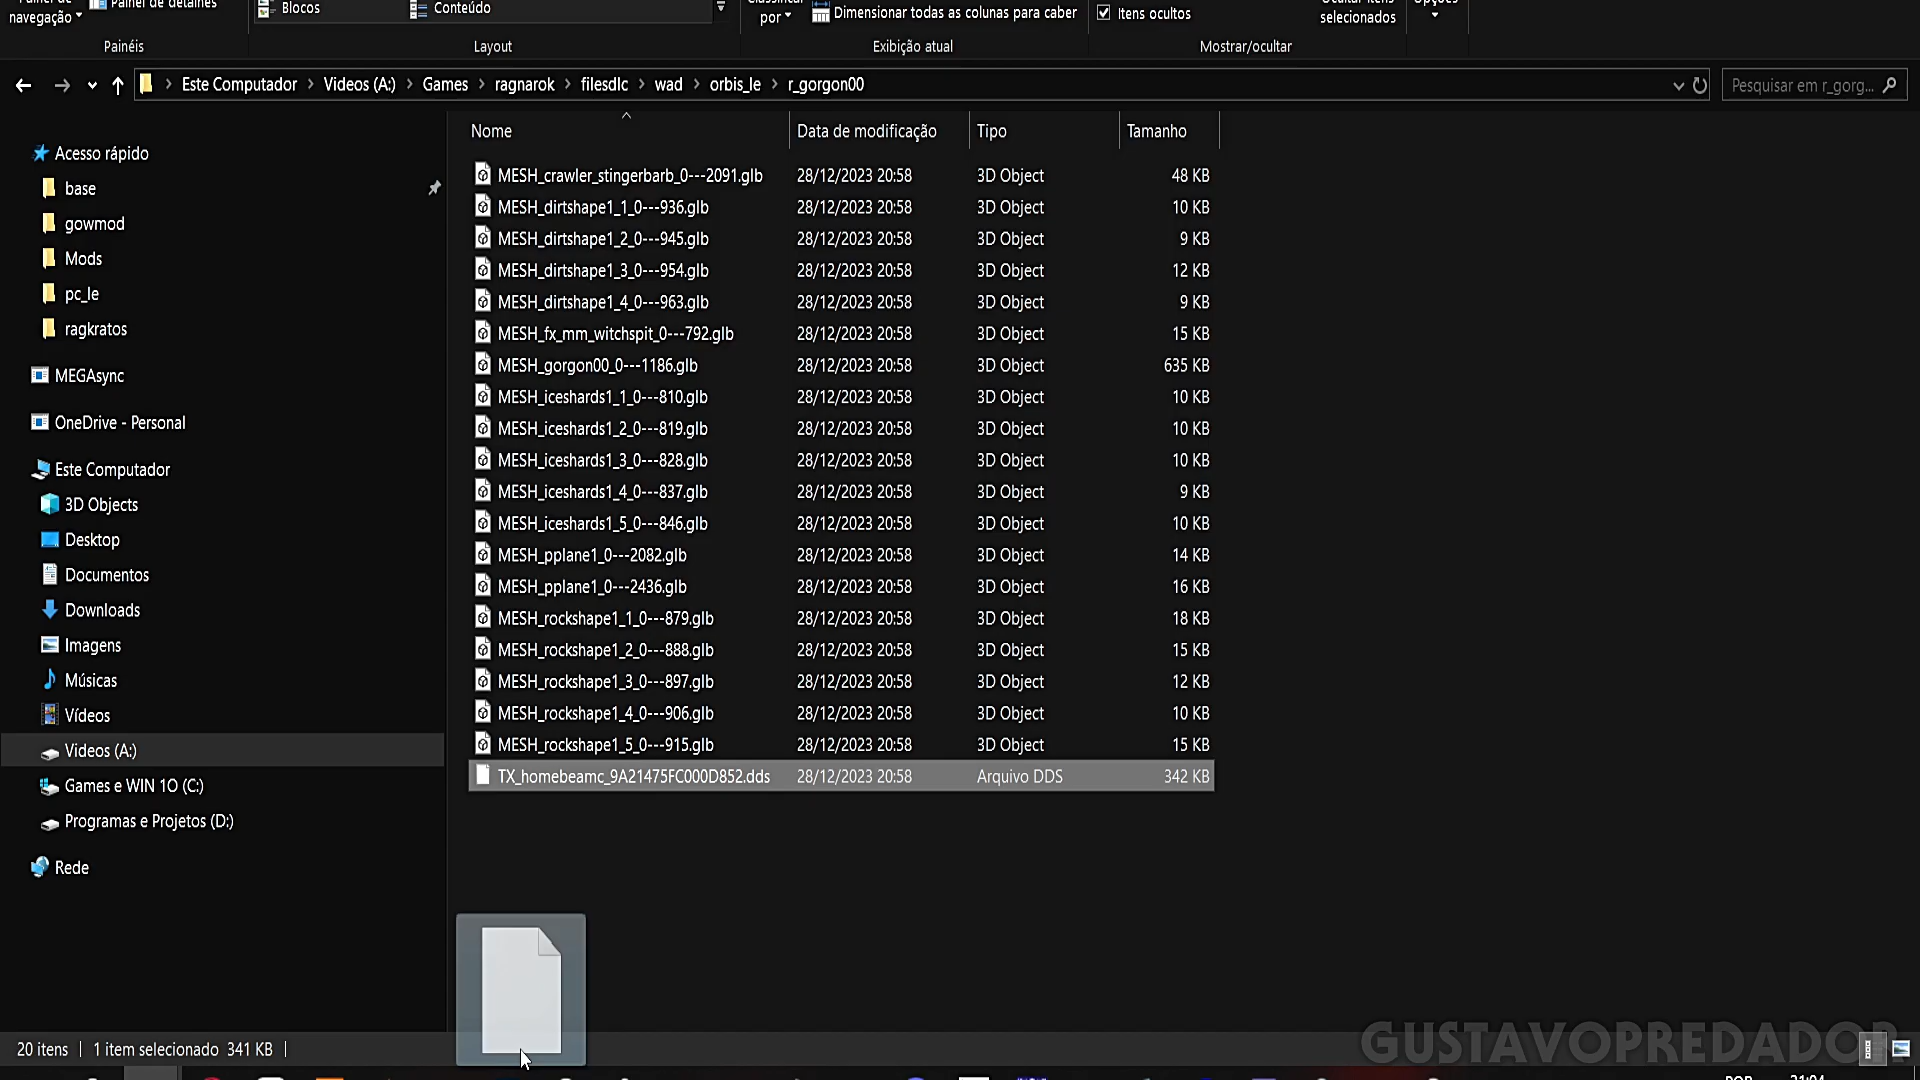 navegação
Painel de detalhes
Blocos
Conteúdo
por
Dimensionar todas as colunas para caber
Itens ocultos
selecionados
Painéis
Layout
Exibição atual
Mostrar/ocultar
Este Computador
Videos (A:)
Games
ragnarok
filesdlc
wad
orbis_le
r_gorgon00
Pesquisar em r_gorg...
Nome
Data de modificação
Tipo
Tamanho
Acesso rápido
base
gowmod
Mods
pc_le
ragkratos
MEGAsync
OneDrive - Personal
Este Computador
3D Objects
Desktop
Documentos
Downloads
Imagens
Músicas
Vídeos
Videos (A:)
Games e WIN 1O (C:)
Programas e Projetos (D:)
Rede
MESH_crawler_stingerbarb_0---2091.glb 28/12/2023 20:58 3D Object 48 KB
MESH_dirtshape1_1_0---936.glb 28/12/2023 20:58 3D Object 10 KB
MESH_dirtshape1_2_0---945.glb 28/12/2023 20:58 3D Object 9 KB
MESH_dirtshape1_3_0---954.glb 28/12/2023 20:58 3D Object 12 KB
MESH_dirtshape1_4_0---963.glb 28/12/2023 20:58 3D Object 9 KB
MESH_fx_mm_witchspit_0---792.glb 28/12/2023 20:58 3D Object 15 KB
MESH_gorgon00_0---1186.glb 28/12/2023 20:58 3D Object 635 KB
MESH_iceshards1_1_0---810.glb 28/12/2023 20:58 3D Object 10 KB
MESH_iceshards1_2_0---819.glb 28/12/2023 20:58 3D Object 10 KB
MESH_iceshards1_3_0---828.glb 28/12/2023 20:58 3D Object 10 KB
MESH_iceshards1_4_0---837.glb 28/12/2023 20:58 3D Object 9 KB
MESH_iceshards1_5_0---846.glb 28/12/2023 20:58 3D Object 10 KB
MESH_pplane1_0---2082.glb 28/12/2023 20:58 3D Object 14 KB
MESH_pplane1_0---2436.glb 28/12/2023 20:58 3D Object 16 KB
MESH_rockshape1_1_0---879.glb 28/12/2023 20:58 3D Object 18 KB
MESH_rockshape1_2_0---888.glb 28/12/2023 20:58 3D Object 15 KB
MESH_rockshape1_3_0---897.glb 28/12/2023 20:58 3D Object 12 KB
MESH_rockshape1_4_0---906.glb 28/12/2023 20:58 3D Object 10 KB
MESH_rockshape1_5_0---915.glb 28/12/2023 20:58 3D Object 15 KB
TX_homebeamc_9A21475FC000D852.dds 28/12/2023 20:58 Arquivo DDS 342 KB
20 itens
1 item selecionado 341 KB
GUSTAVOPREDADOR